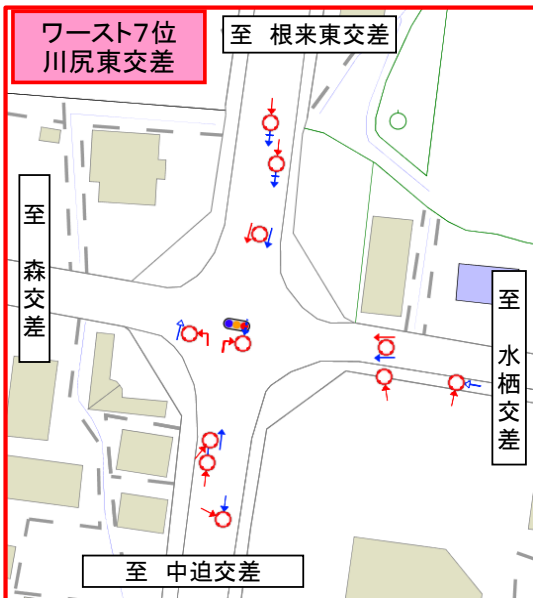 ワースト7位
川尻東交差
至 根来東交差
至 森交差
至 水栖交差
至 中迫交差